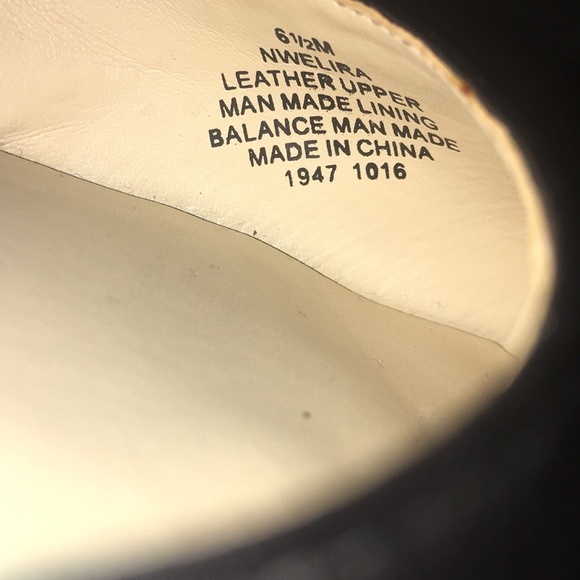 6½M
NWELIRA
LEATHER UPPER
MAN MADE LINING
BALANCE MAN MADE
MADE IN CHINA
1947 1016